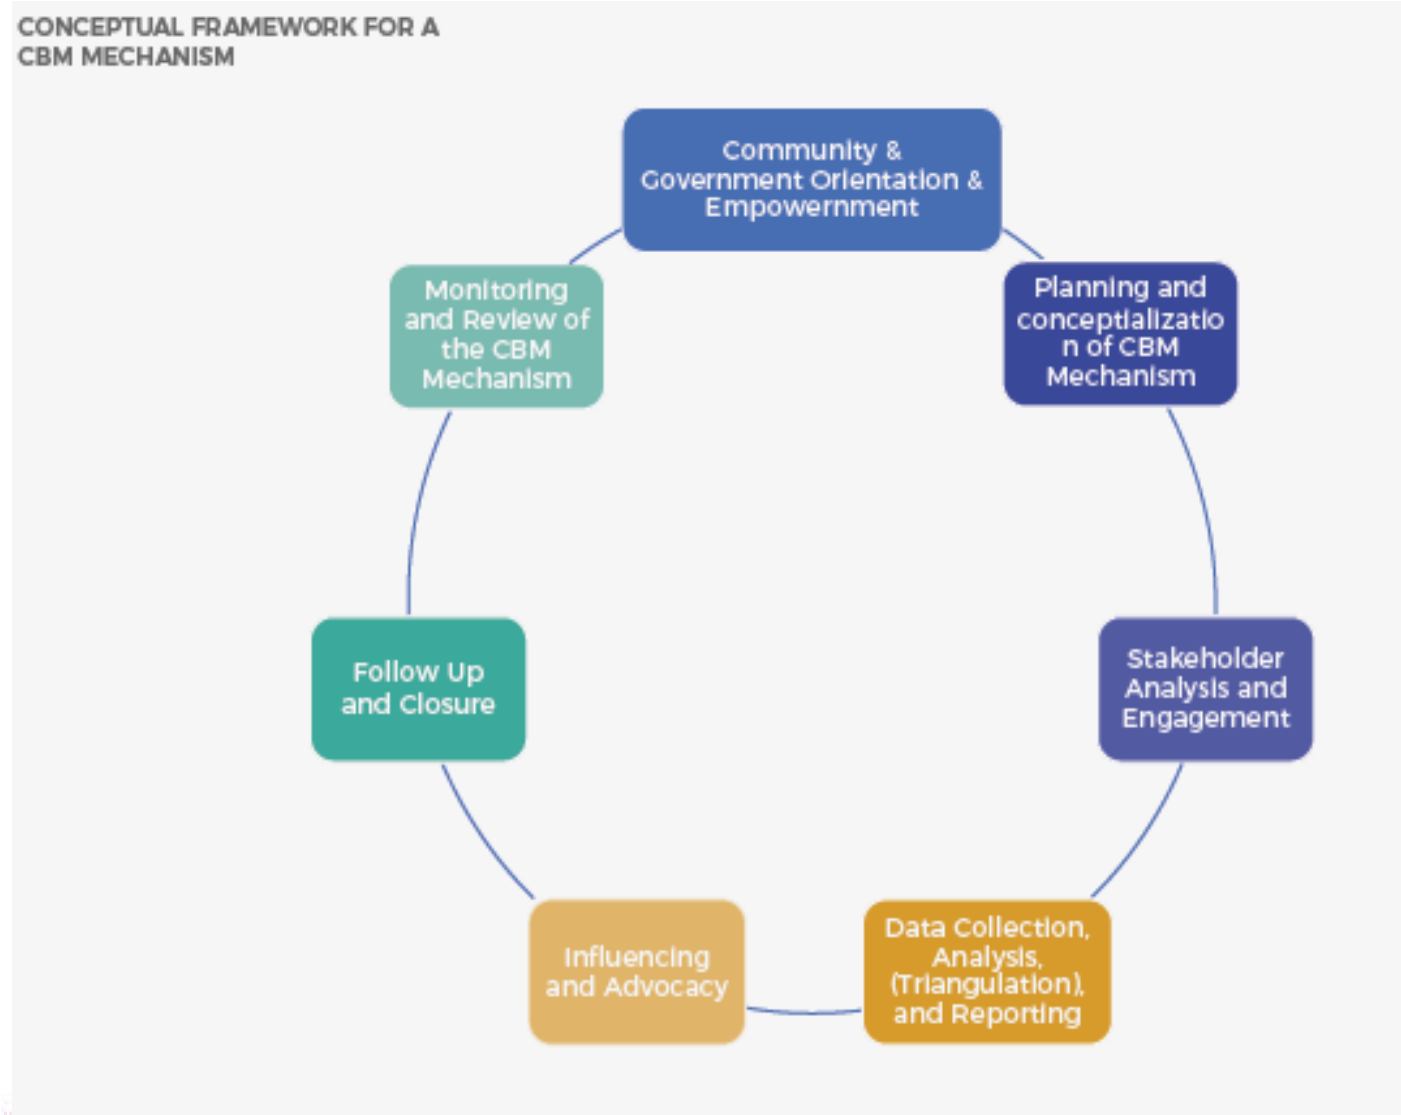 CONCEPTUAL FRAMEWORK FOR A
CBM MECHANISM
Community &
Government Orientation &
Empowernment
Planning and
conceptializatio
n of CBM
Mechanism
Stakeholder
Analysis and
Engagement
Data Collection,
Analysis,
(Triangulation),
and Reporting
Influencing
and Advocacy
Follow Up
and Closure
Monitoring
and Review of
the CBM
Mechanism